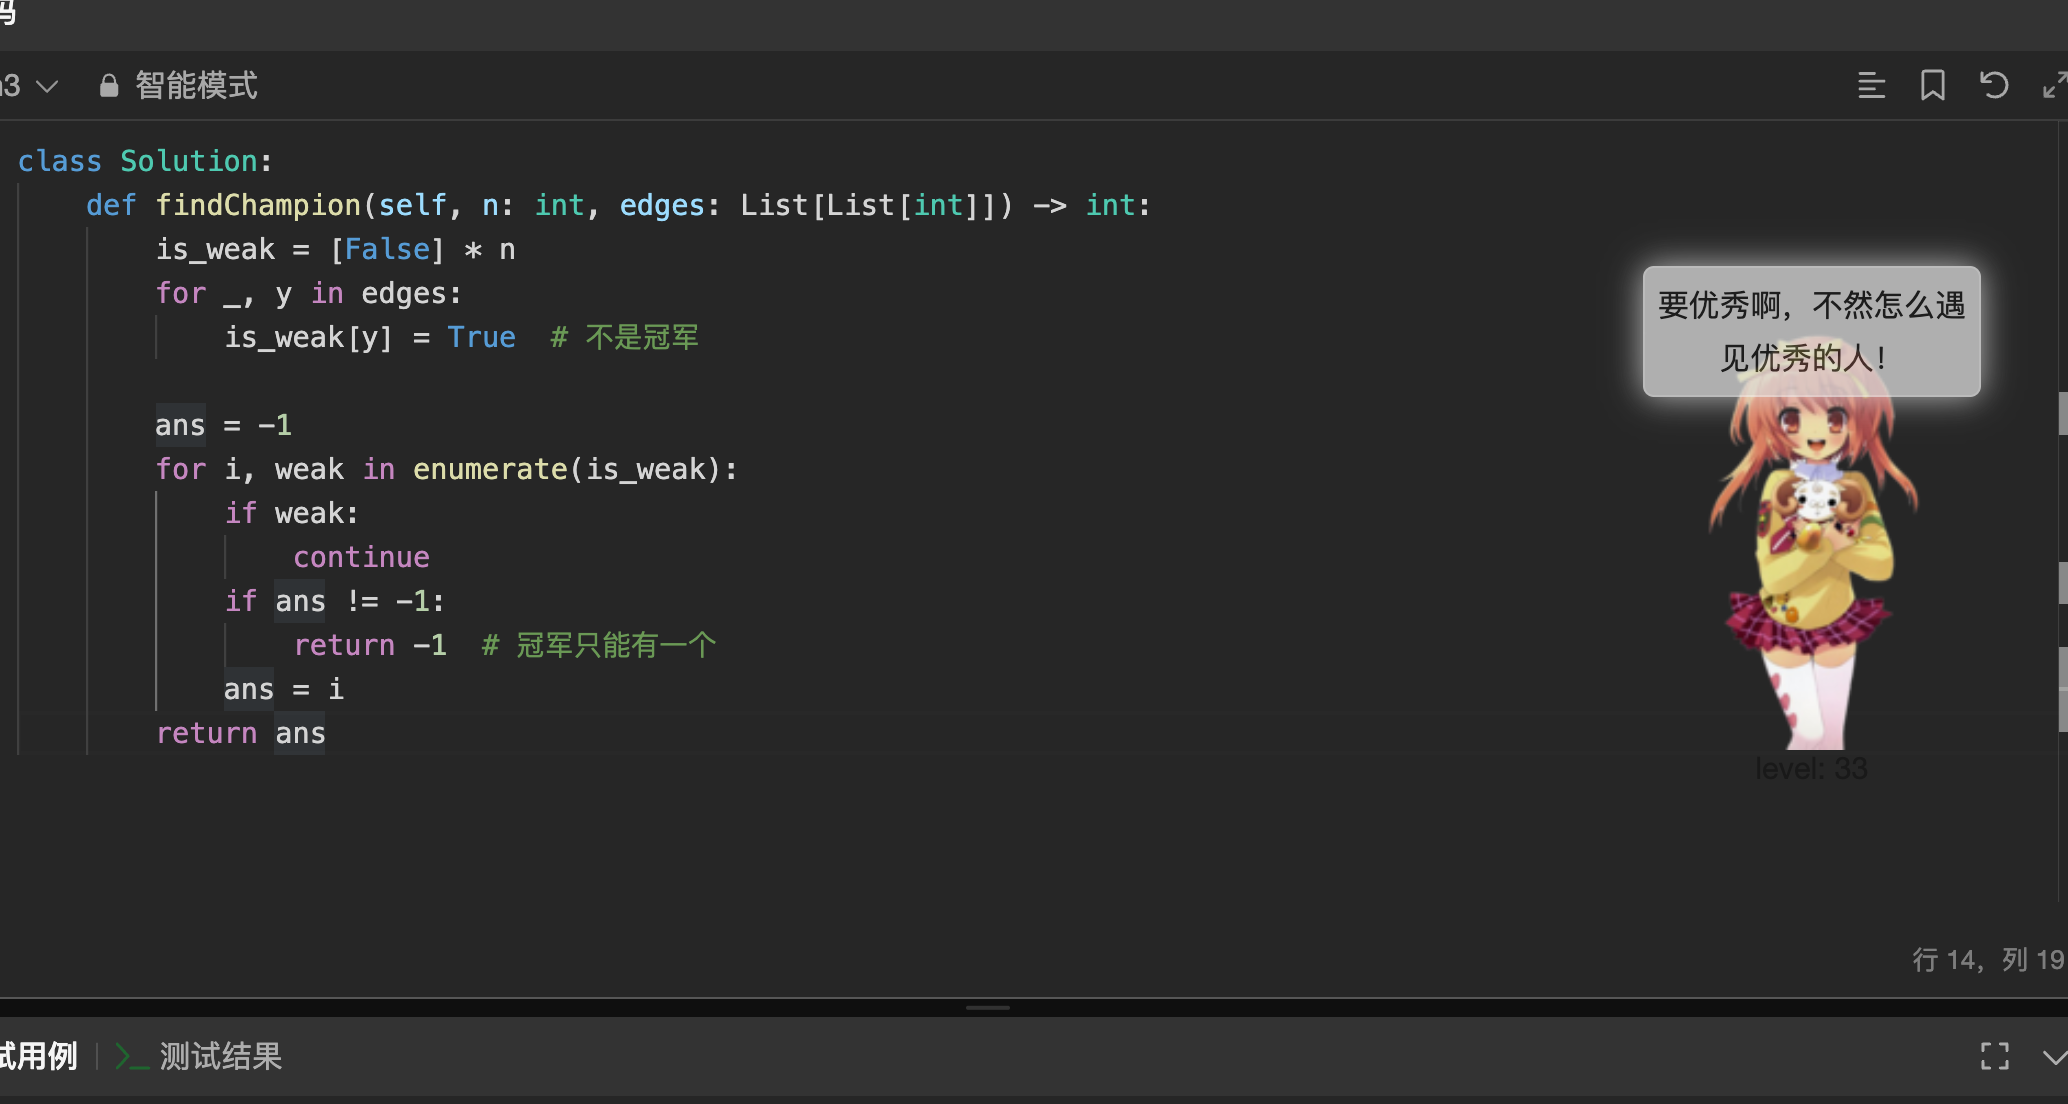 码
n3
智能模式
class Solution:
def findChampion(self, n: int, edges: List[List[int]]) -> int:
is_weak = [False] * n
for _, y in edges:
is_weak[y] = True  # 不是冠军
ans = -1
for i, weak in enumerate(is_weak):
if weak:
continue
if ans != -1:
return -1  # 冠军只能有一个
ans = i
return ans
要优秀啊，不然怎么遇
见优秀的人！
level: 33
行 14，列 19
试用例
>_ 测试结果